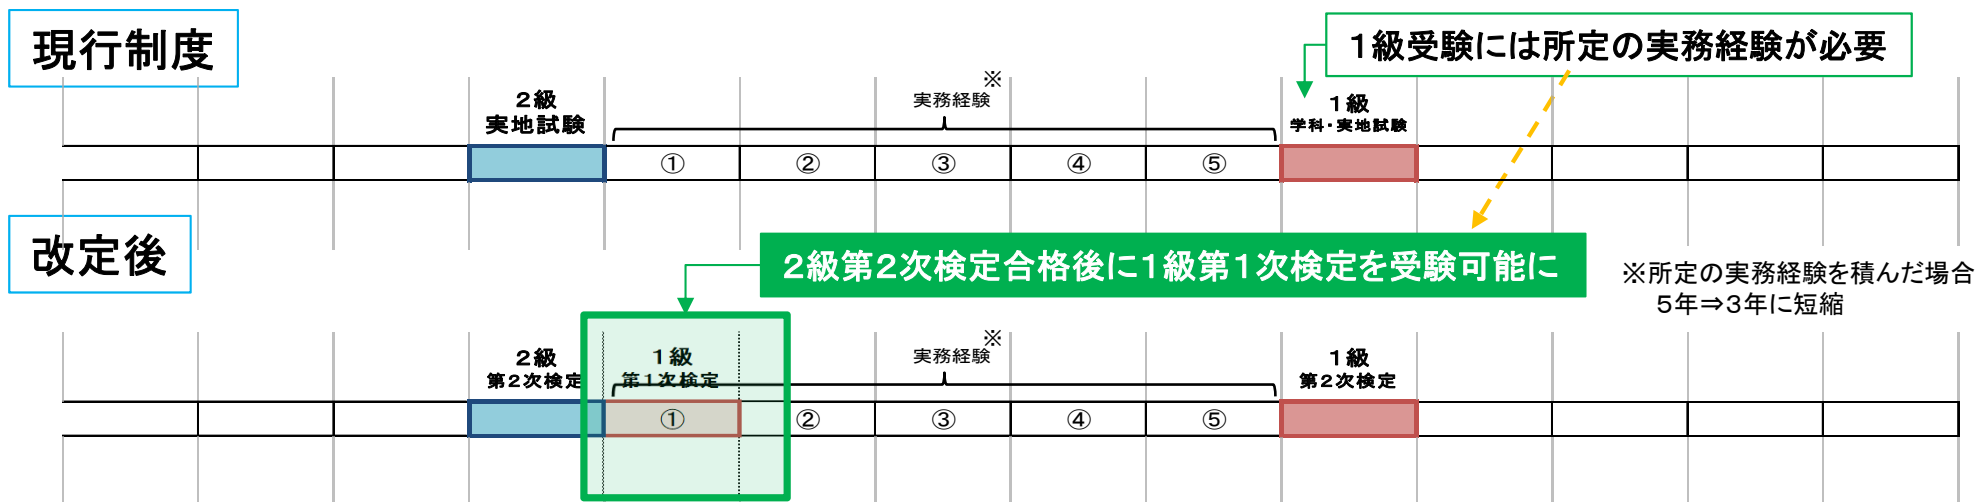 現行制度
1級受験には所定の実務経験が必要
2級
実地試験
※
実務経験
1級
学科・実地試験
①
②
③
④
⑤
改定後
2級第2次検定合格後に1級第1次検定を受験可能に
※所定の実務経験を積んだ場合
5年⇒3年に短縮
2級
第2次検定
1級
第1次検定
※
実務経験
1級
第2次検定
①
②
③
④
⑤